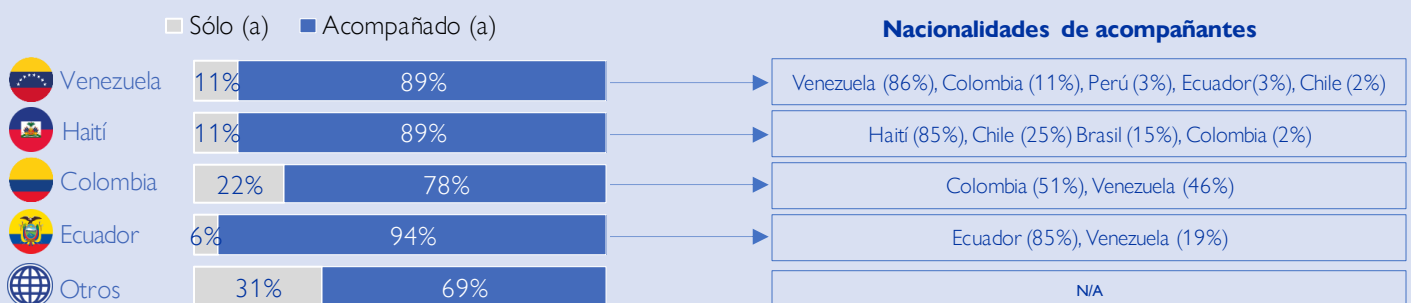 Sólo (a) Acompañado (a) Nacionalidades de acompañantes
Venezuela 11% 89% Venezuela (86%), Colombia (11%), Perú (3%), Ecuador(3%), Chile (2%)
Haití 11% 89% Haití (85%), Chile (25%) Brasil (15%), Colombia (2%)
Colombia 22% 78% Colombia (51%), Venezuela (46%)
Ecuador 6% 94% Ecuador (85%), Venezuela (19%)
Otros 31% 69% N/A